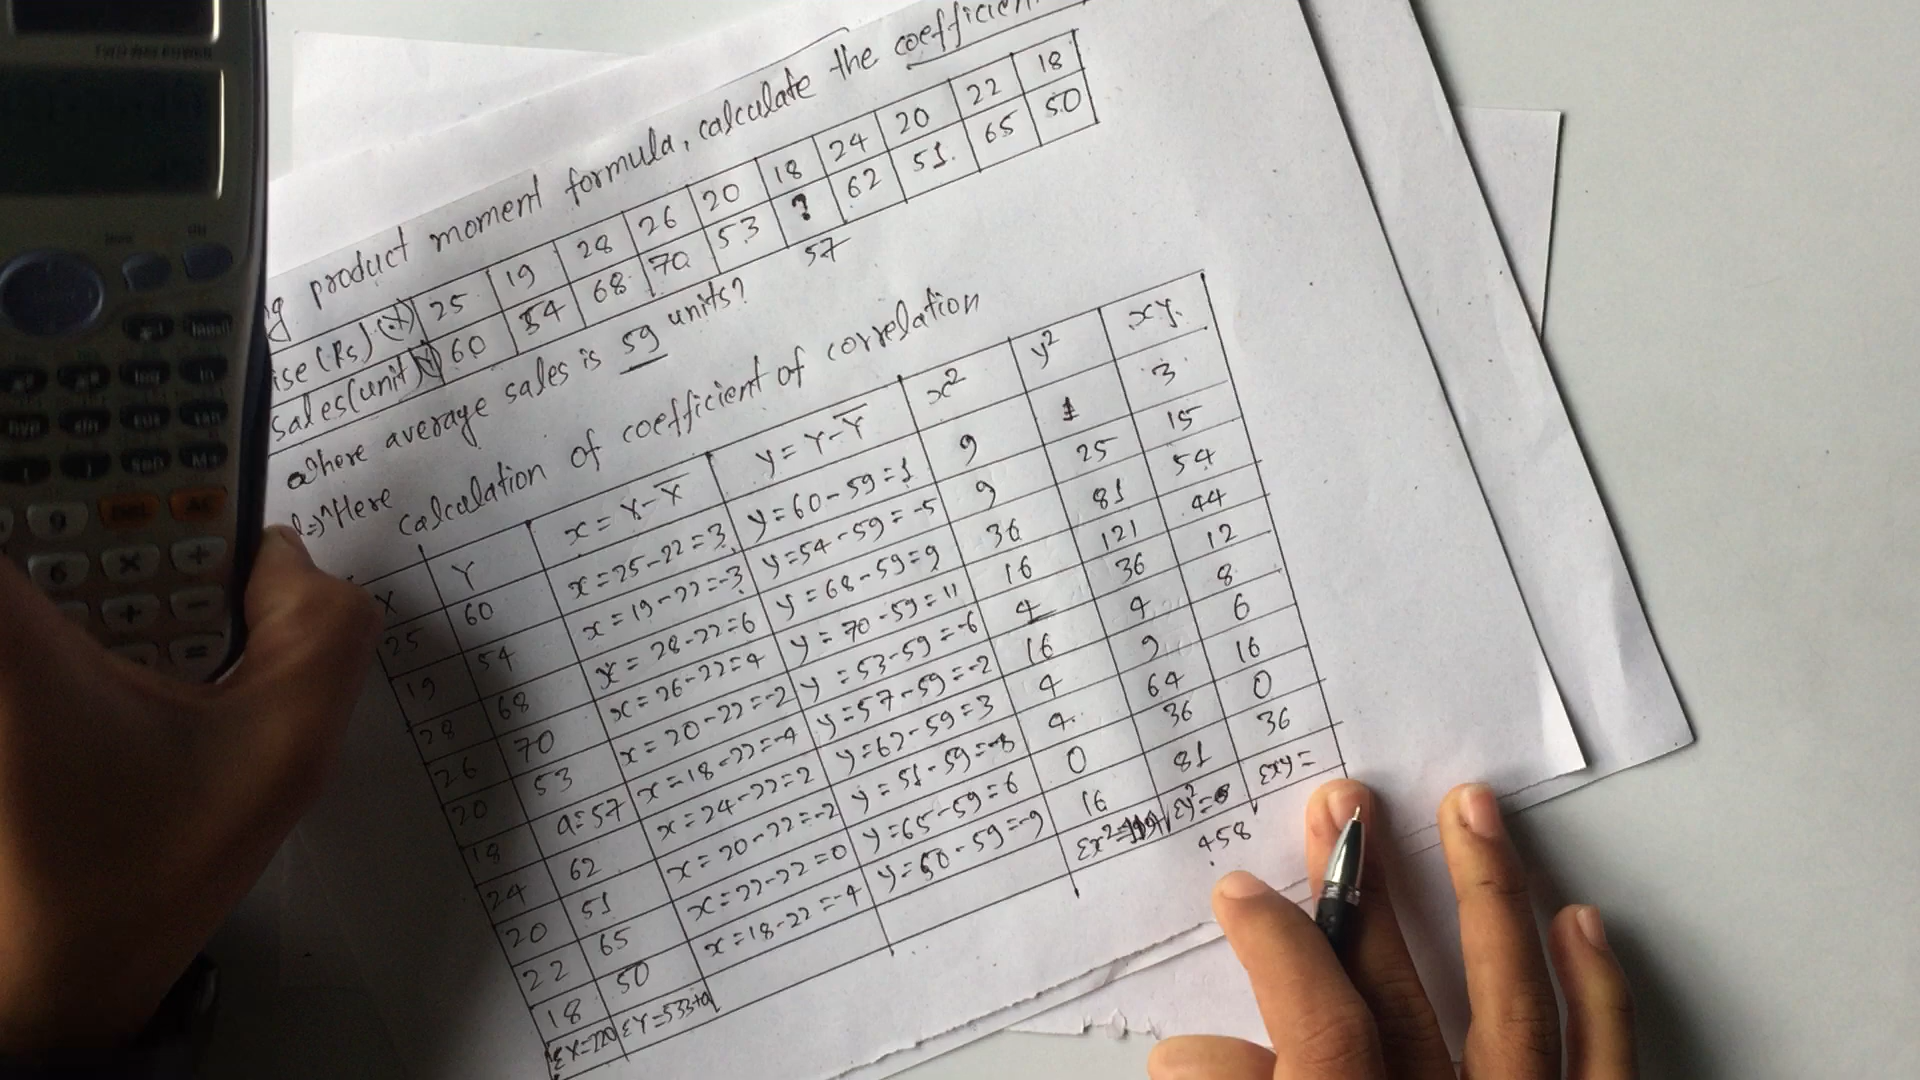 g product moment formula, calculate the coefficien
ise (Rs) (X) 25 19 28 26 20 18 24 20 22 18
sales (unit) (Y) 60 54 68 70 53 ? 62 51 65 50
57
where average sales is 59 units?
Here calculation of coefficient of correlation
X Y x = X-X̅ y = Y-Y̅ x² y² xy
25 60 x = 25-22=3 y = 60-59=1 9 1 3
19 54 x = 19-22=-3 y=54-59=-5 9 25 15
28 68 x = 28-22=6 y = 68-59=9 36 81 54
26 70 x = 26-22=4 y = 70-59=11 16 121 44
20 53 x = 20-22=-2 y = 53-59=-6 4 36 12
18 a=57 x = 18-22=-4 y = 57-59=-2 16 4 8
24 62 x = 24-22=2 y=62-59=3 4 9 6
20 51 x = 20-22=-2 y = 51-59=-8 4 64 16
22 65 x = 22-22=0 y = 65-59=6 0 36 0
18 50 x = 18-22=-4 y = 50-59=-9 16 81 36
ΣX=220 ΣY=533+a Σx²= Σy²= Σxy=
458